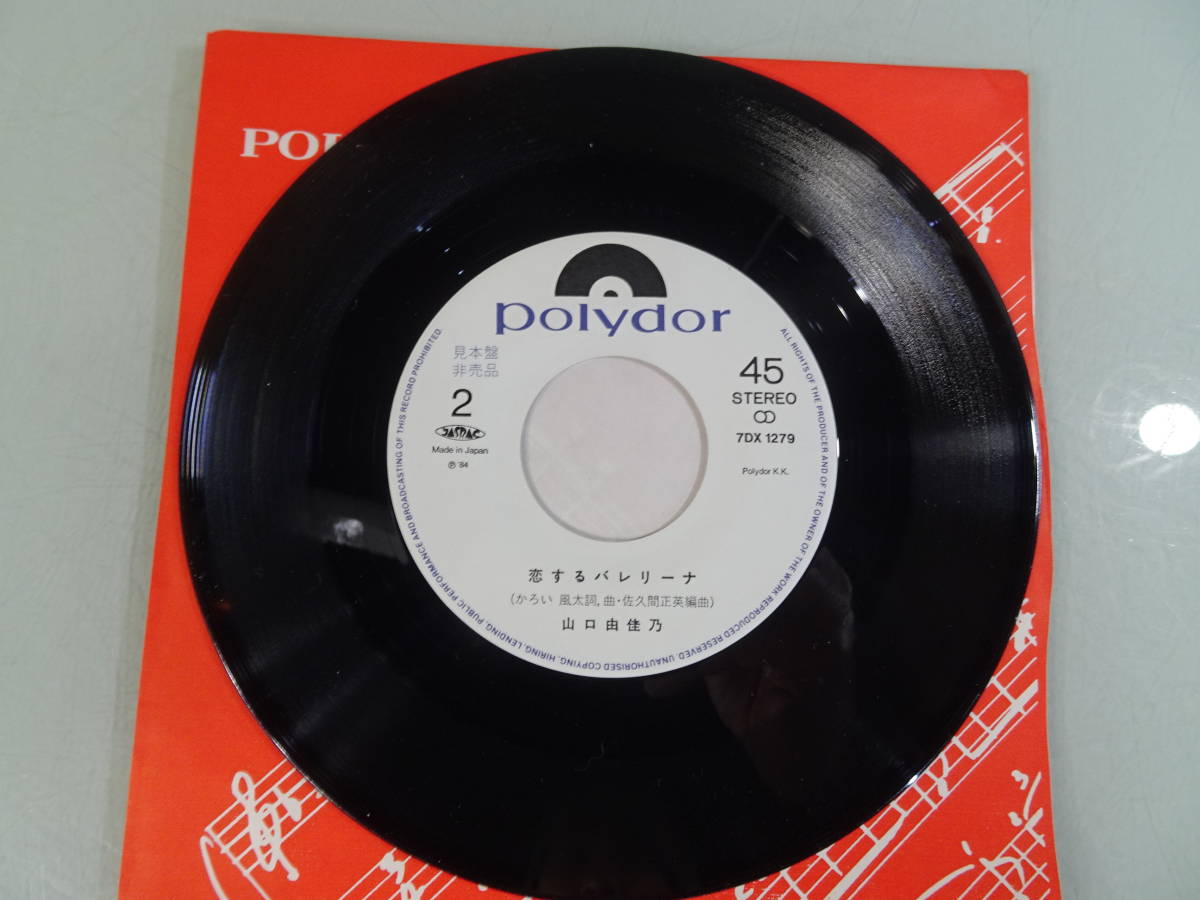 POL
polydor
見本盤
非売品
2
JASRAC
Made in Japan
Ⓟ '84
45
STEREO
7DX 1279
Polydor K.K.
恋するバレリーナ
(かろい 風太詞,曲・佐久間正英編曲)
山口由佳乃
ALL RIGHTS OF THE PRODUCER AND OF THE OWNER OF THE WORK REPRODUCED RESERVED. UNAUTHORISED COPYING, HIRING, LENDING, PUBLIC PERFORMANCE AND BROADCASTING OF THIS RECORD PROHIBITED.